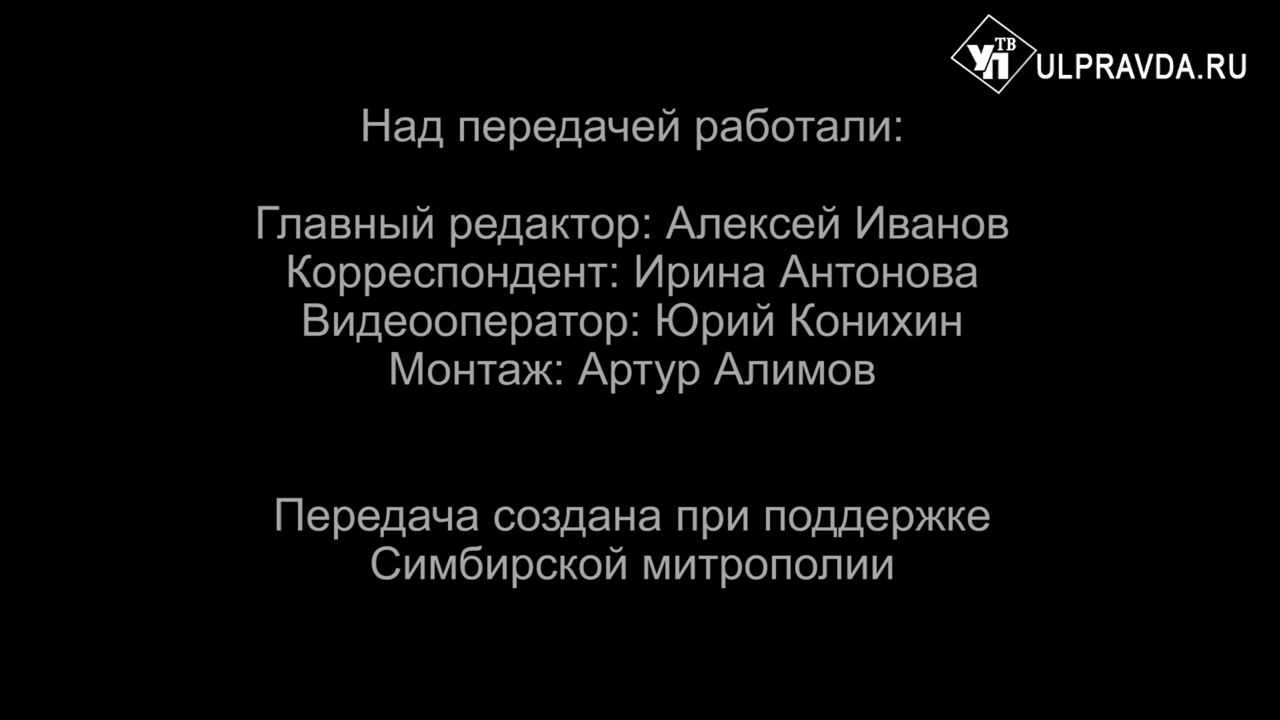 УП ТВ ULPRAVDA.RU
Над передачей работали:
Главный редактор: Алексей Иванов
Корреспондент: Ирина Антонова
Видеооператор: Юрий Конихин
Монтаж: Артур Алимов
Передача создана при поддержке
Симбирской митрополии